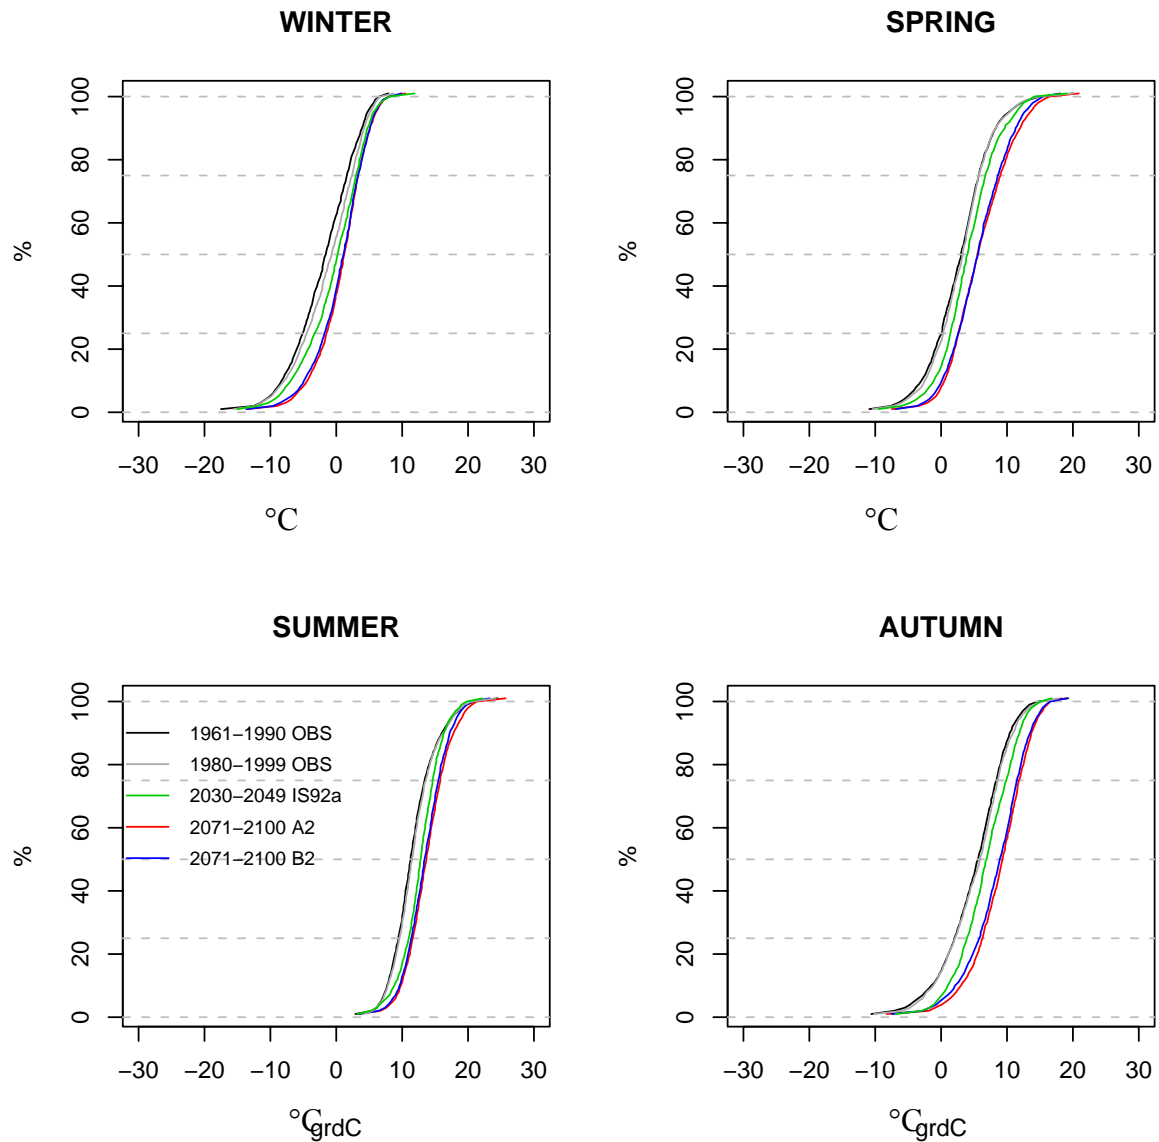 WINTER
%
0 20 40 60 80 100
−30 −20 −10 0 10 20 30
°C
SPRING
%
0 20 40 60 80 100
−30 −20 −10 0 10 20 30
°C
SUMMER
%
0 20 40 60 80 100
1961−1990 OBS
1980−1999 OBS
2030−2049 IS92a
2071−2100 A2
2071−2100 B2
−30 −20 −10 0 10 20 30
°C
grdC
AUTUMN
%
0 20 40 60 80 100
−30 −20 −10 0 10 20 30
°C
grdC